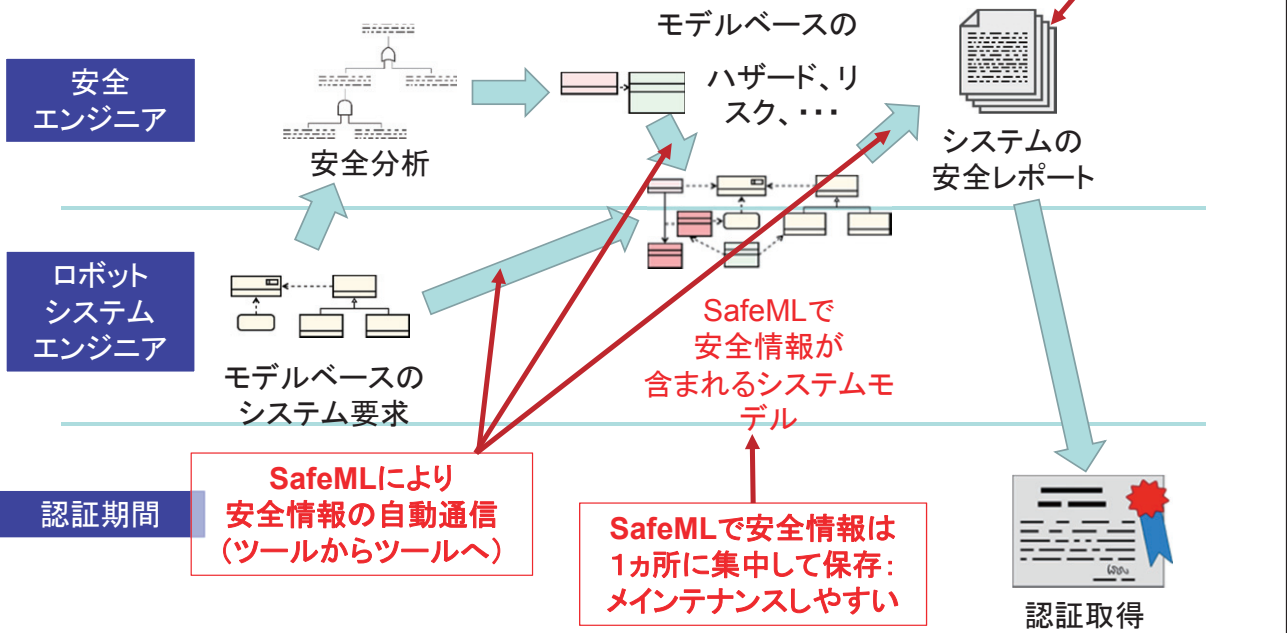 安全
エンジニア
安全分析
モデルベースの
ハザード、リ
スク、・・・
システムの
安全レポート
ロボット
システム
エンジニア
モデルベースの
システム要求
SafeMLで
安全情報が
含まれるシステムモ
デル
認証期間
SafeMLにより
安全情報の自動通信
（ツールからツールへ）
SafeMLで安全情報は
1ヵ所に集中して保存：
メインテナンスしやすい
認証取得